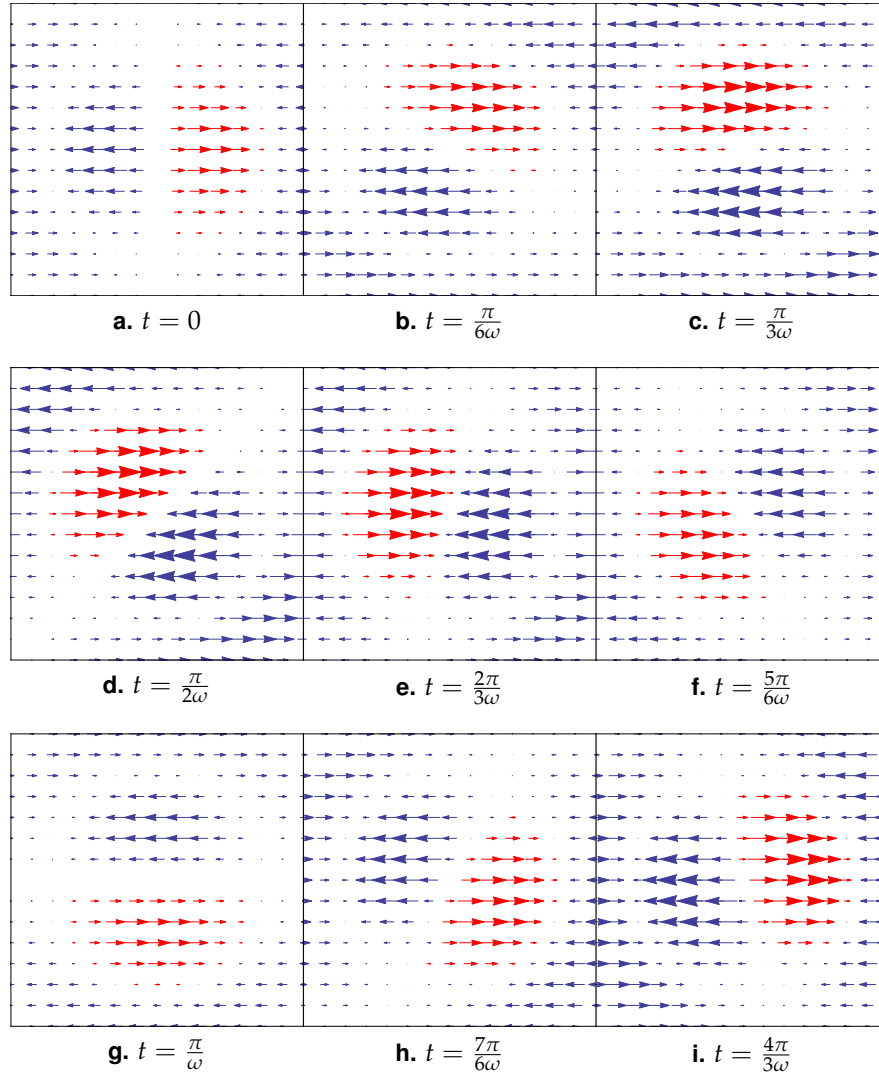 a. t = 0 b. t = π/6ω c. t = π/3ω
d. t = π/2ω e. t = 2π/3ω f. t = 5π/6ω
g. t = π/ω h. t = 7π/6ω i. t = 4π/3ω